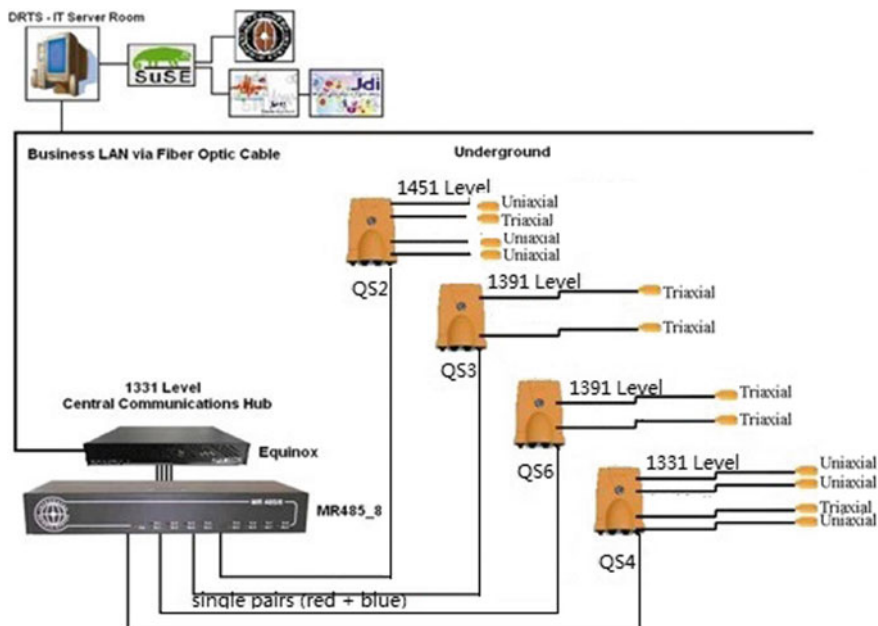 DRTS - IT Server Room
SuSE
Jdi
Business LAN via Fiber Optic Cable
Underground
1451 Level
Uniaxial
Triaxial
Uniaxial
Uniaxial
QS2
1391 Level
Triaxial
Triaxial
QS3
1331 Level
Central Communications Hub
1391 Level
Triaxial
Triaxial
QS6
Equinox
1331 Level
Uniaxial
Uniaxial
Triaxial
Uniaxial
MR485_8
QS4
single pairs (red + blue)